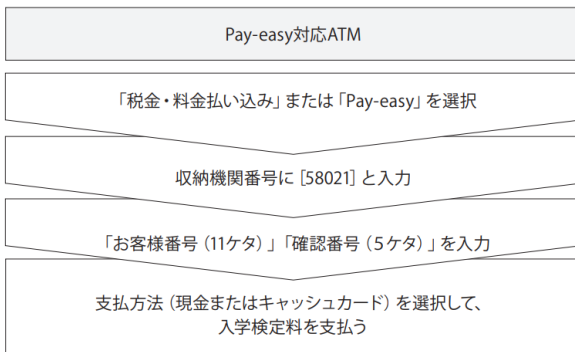 Pay-easy対応ATM
「税金・料金払い込み」または「Pay-easy」を選択
収納機関番号に［58021］と入力
「お客様番号（11ケタ）」「確認番号（5ケタ）」を入力
支払方法（現金またはキャッシュカード）を選択して、
入学検定料を支払う